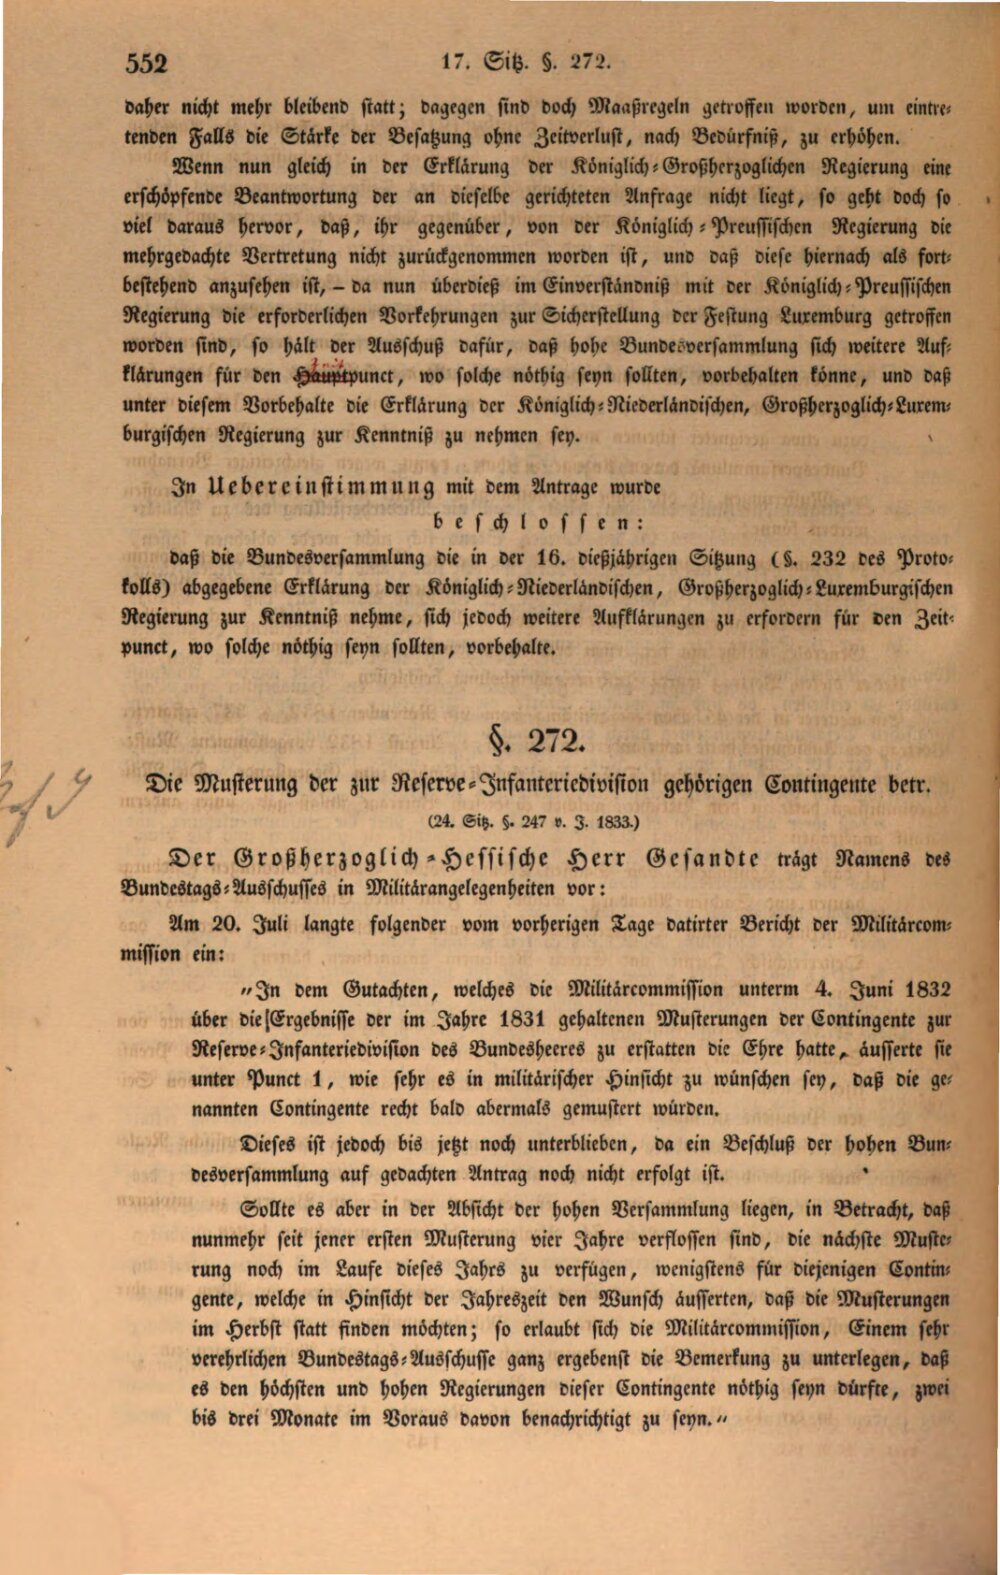 552
17. Sitz. §. 272.
daher nicht mehr bleibend statt; dagegen sind doch Maaßregeln getroffen worden, um eintre-
tenden Falls die Stärke der Besatzung ohne Zeitverlust, nach Bedürfniß, zu erhöhen.
Wenn nun gleich in der Erklärung der Königlich-Großherzoglichen Regierung eine
erschöpfende Beantwortung der an dieselbe gerichteten Anfrage nicht liegt, so geht doch so
viel daraus hervor, daß, ihr gegenüber, von der Königlich-Preussischen Regierung die
mehrgedachte Vertretung nicht zurückgenommen worden ist, und daß diese hiernach als fort-
bestehend anzusehen ist, – da nun überdieß im Einverständniß mit der Königlich-Preussischen
Regierung die erforderlichen Vorkehrungen zur Sicherstellung der Festung Luxemburg getroffen
worden sind, so hält der Ausschuß dafür, daß hohe Bundesversammlung sich weitere Auf-
klärungen für den Hauptpunct, wo solche nöthig seyn sollten, vorbehalten könne, und daß
unter diesem Vorbehalte die Erklärung der Königlich-Niederländischen, Großherzoglich-Luxem-
burgischen Regierung zur Kenntniß zu nehmen sey.
In Uebereinstimmung mit dem Antrage wurde
beschlossen:
daß die Bundesversammlung die in der 16. dießjährigen Sitzung (§. 232 des Proto-
kolls) abgegebene Erklärung der Königlich-Niederländischen, Großherzoglich-Luxemburgischen
Regierung zur Kenntniß nehme, sich jedoch weitere Aufklärungen zu erfordern für den Zeit-
punct, wo solche nöthig seyn sollten, vorbehalte.
§. 272.
Die Musterung der zur Reserve-Infanteriedivision gehörigen Contingente betr.
(24. Sitz. §. 247 v. J. 1833.)
Der Großherzoglich-Hessische Herr Gesandte trägt Namens des
Bundestags-Ausschusses in Militärangelegenheiten vor:
Am 20. Juli langte folgender vom vorherigen Tage datirter Bericht der Militärcom-
mission ein:
„In dem Gutachten, welches die Militärcommission unterm 4. Juni 1832
über die Ergebnisse der im Jahre 1831 gehaltenen Musterungen der Contingente zur
Reserve-Infanteriedivision des Bundesheeres zu erstatten die Ehre hatte, äusserte sie
unter Punct 1, wie sehr es in militärischer Hinsicht zu wünschen sey, daß die ge-
nannten Contingente recht bald abermals gemustert würden.
Dieses ist jedoch bis jetzt noch unterblieben, da ein Beschluß der hohen Bun-
desversammlung auf gedachten Antrag noch nicht erfolgt ist.
Sollte es aber in der Absicht der hohen Versammlung liegen, in Betracht, daß
nunmehr seit jener ersten Musterung vier Jahre verflossen sind, die nächste Muste-
rung noch im Laufe dieses Jahrs zu verfügen, wenigstens für diejenigen Contin-
gente, welche in Hinsicht der Jahreszeit den Wunsch äusserten, daß die Musterungen
im Herbst statt finden möchten; so erlaubt sich die Militärcommission, Einem sehr
verehrlichen Bundestags-Ausschusse ganz ergebenst die Bemerkung zu unterlegen, daß
es den höchsten und hohen Regierungen dieser Contingente nöthig seyn dürfte, zwei
bis drei Monate im Voraus davon benachrichtigt zu seyn.“